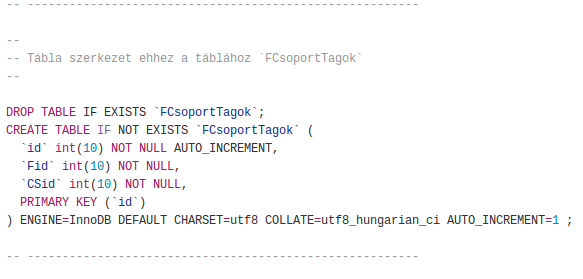 -- --------------------------------------------------------
--
-- Tábla szerkezet ehhez a táblához `FCsoportTagok`
--
DROP TABLE IF EXISTS `FCsoportTagok`;
CREATE TABLE IF NOT EXISTS `FCsoportTagok` (
  `id` int(10) NOT NULL AUTO_INCREMENT,
  `Fid` int(10) NOT NULL,
  `CSid` int(10) NOT NULL,
  PRIMARY KEY (`id`)
) ENGINE=InnoDB DEFAULT CHARSET=utf8 COLLATE=utf8_hungarian_ci AUTO_INCREMENT=1 ;
-- --------------------------------------------------------